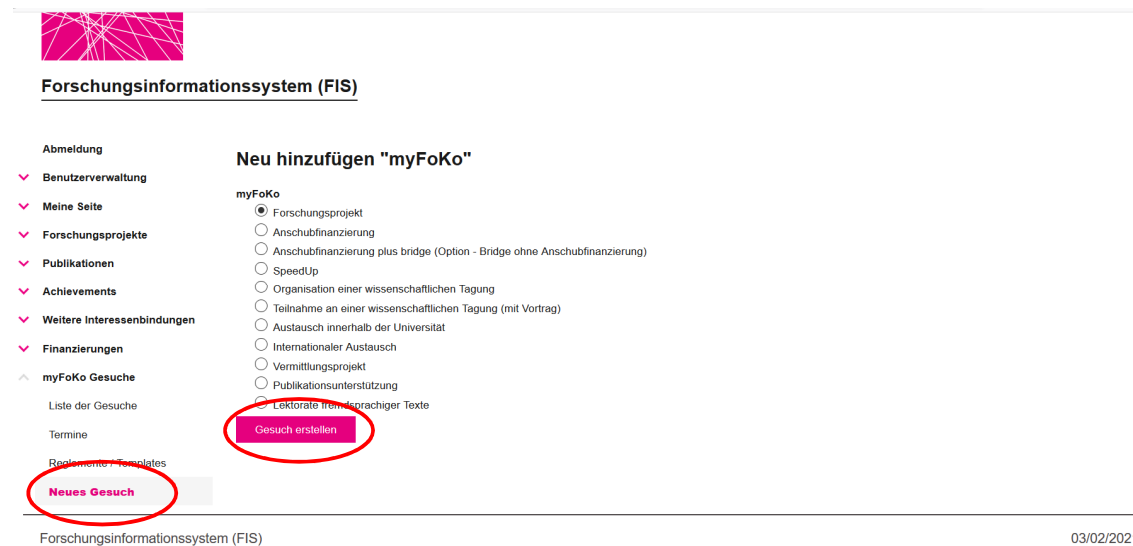 Forschungsinformationssystem (FIS)
Abmeldung
Benutzerverwaltung
Meine Seite
Forschungsprojekte
Publikationen
Achievements
Weitere Interessenbindungen
Finanzierungen
myFoKo Gesuche
Liste der Gesuche
Termine
Reglemente / Templates
Neues Gesuch
Neu hinzufügen "myFoKo"
myFoKo
Forschungsprojekt
Anschubfinanzierung
Anschubfinanzierung plus bridge (Option - Bridge ohne Anschubfinanzierung)
SpeedUp
Organisation einer wissenschaftlichen Tagung
Teilnahme an einer wissenschaftlichen Tagung (mit Vortrag)
Austausch innerhalb der Universität
Internationaler Austausch
Vermittlungsprojekt
Publikationsunterstützung
Lektorate fremdsprachiger Texte
Gesuch erstellen
Forschungsinformationssystem (FIS)
03/02/202